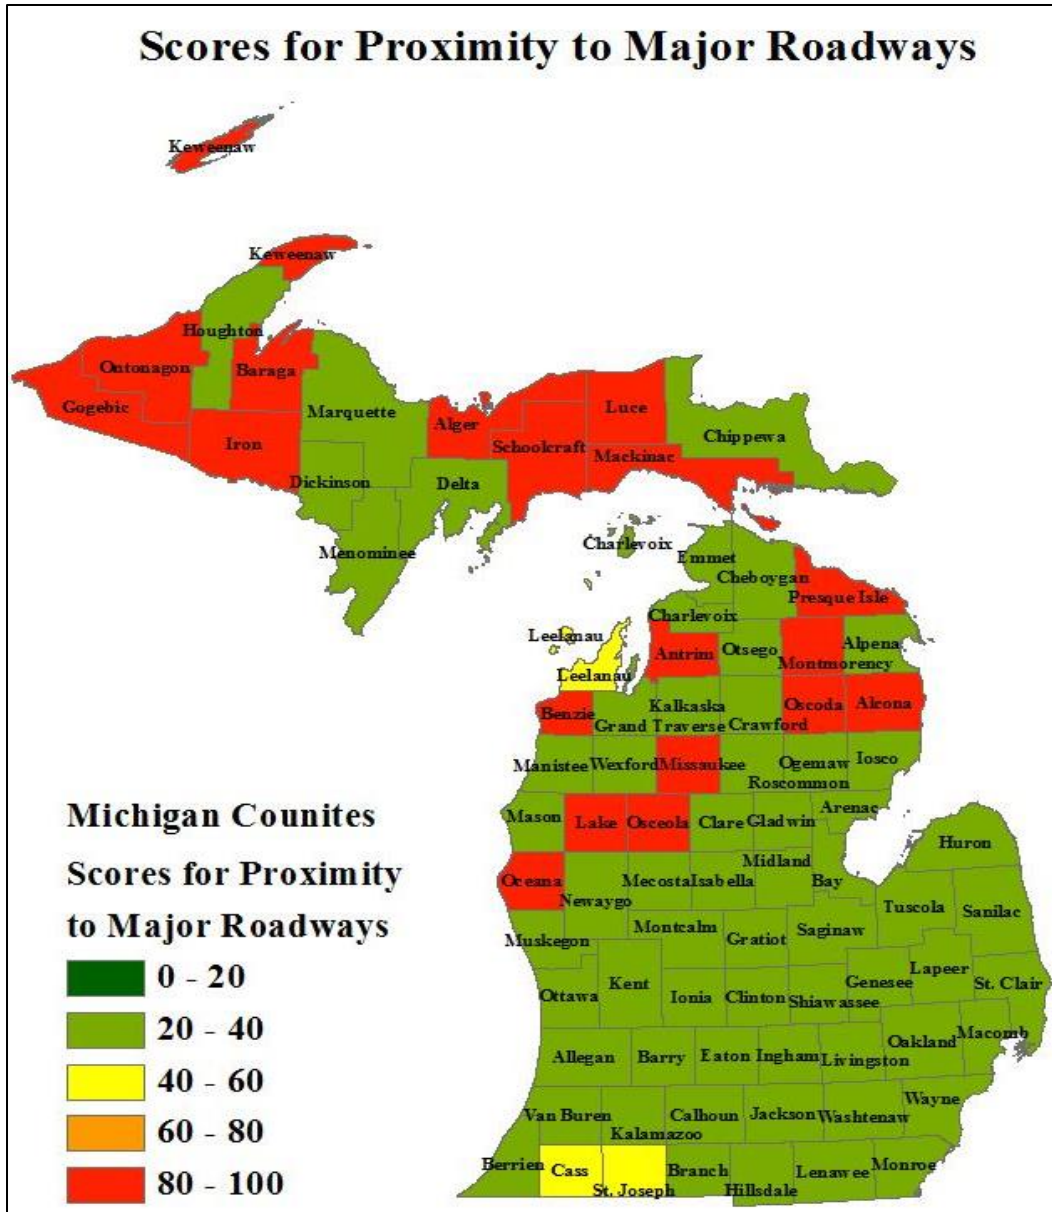 Scores for Proximity to Major Roadways
Keweenaw
Keweenaw
Houghton
Ontonagon
Baraga
Gogebic
Iron
Marquette
Alger
Luce
Schoolcraft
Mackinac
Chippewa
Dickinson
Delta
Menominee
Charlevoix
Emmet
Cheboygan
Presque Isle
Charlevoix
Leelanau
Antrim
Otsego
Alpena
Montmorency
Leelanau
Benzie
Kalkaska
Grand Traverse
Crawford
Oscoda
Alcona
Manistee
Wexford
Missaukee
Ogemaw
Iosco
Roscommon
Mason
Lake
Osceola
Clare
Gladwin
Arenac
Huron
Oceana
Newaygo
Mecosta
Isabella
Midland
Bay
Tuscola
Sanilac
Muskegon
Montcalm
Gratiot
Saginaw
Ottawa
Kent
Ionia
Clinton
Shiawassee
Genesee
Lapeer
St. Clair
Allegan
Barry
Eaton
Ingham
Livingston
Oakland
Macomb
Van Buren
Kalamazoo
Calhoun
Jackson
Washtenaw
Wayne
Berrien
Cass
St. Joseph
Branch
Hillsdale
Lenawee
Monroe
Michigan Counites
Scores for Proximity
to Major Roadways
0 - 20
20 - 40
40 - 60
60 - 80
80 - 100